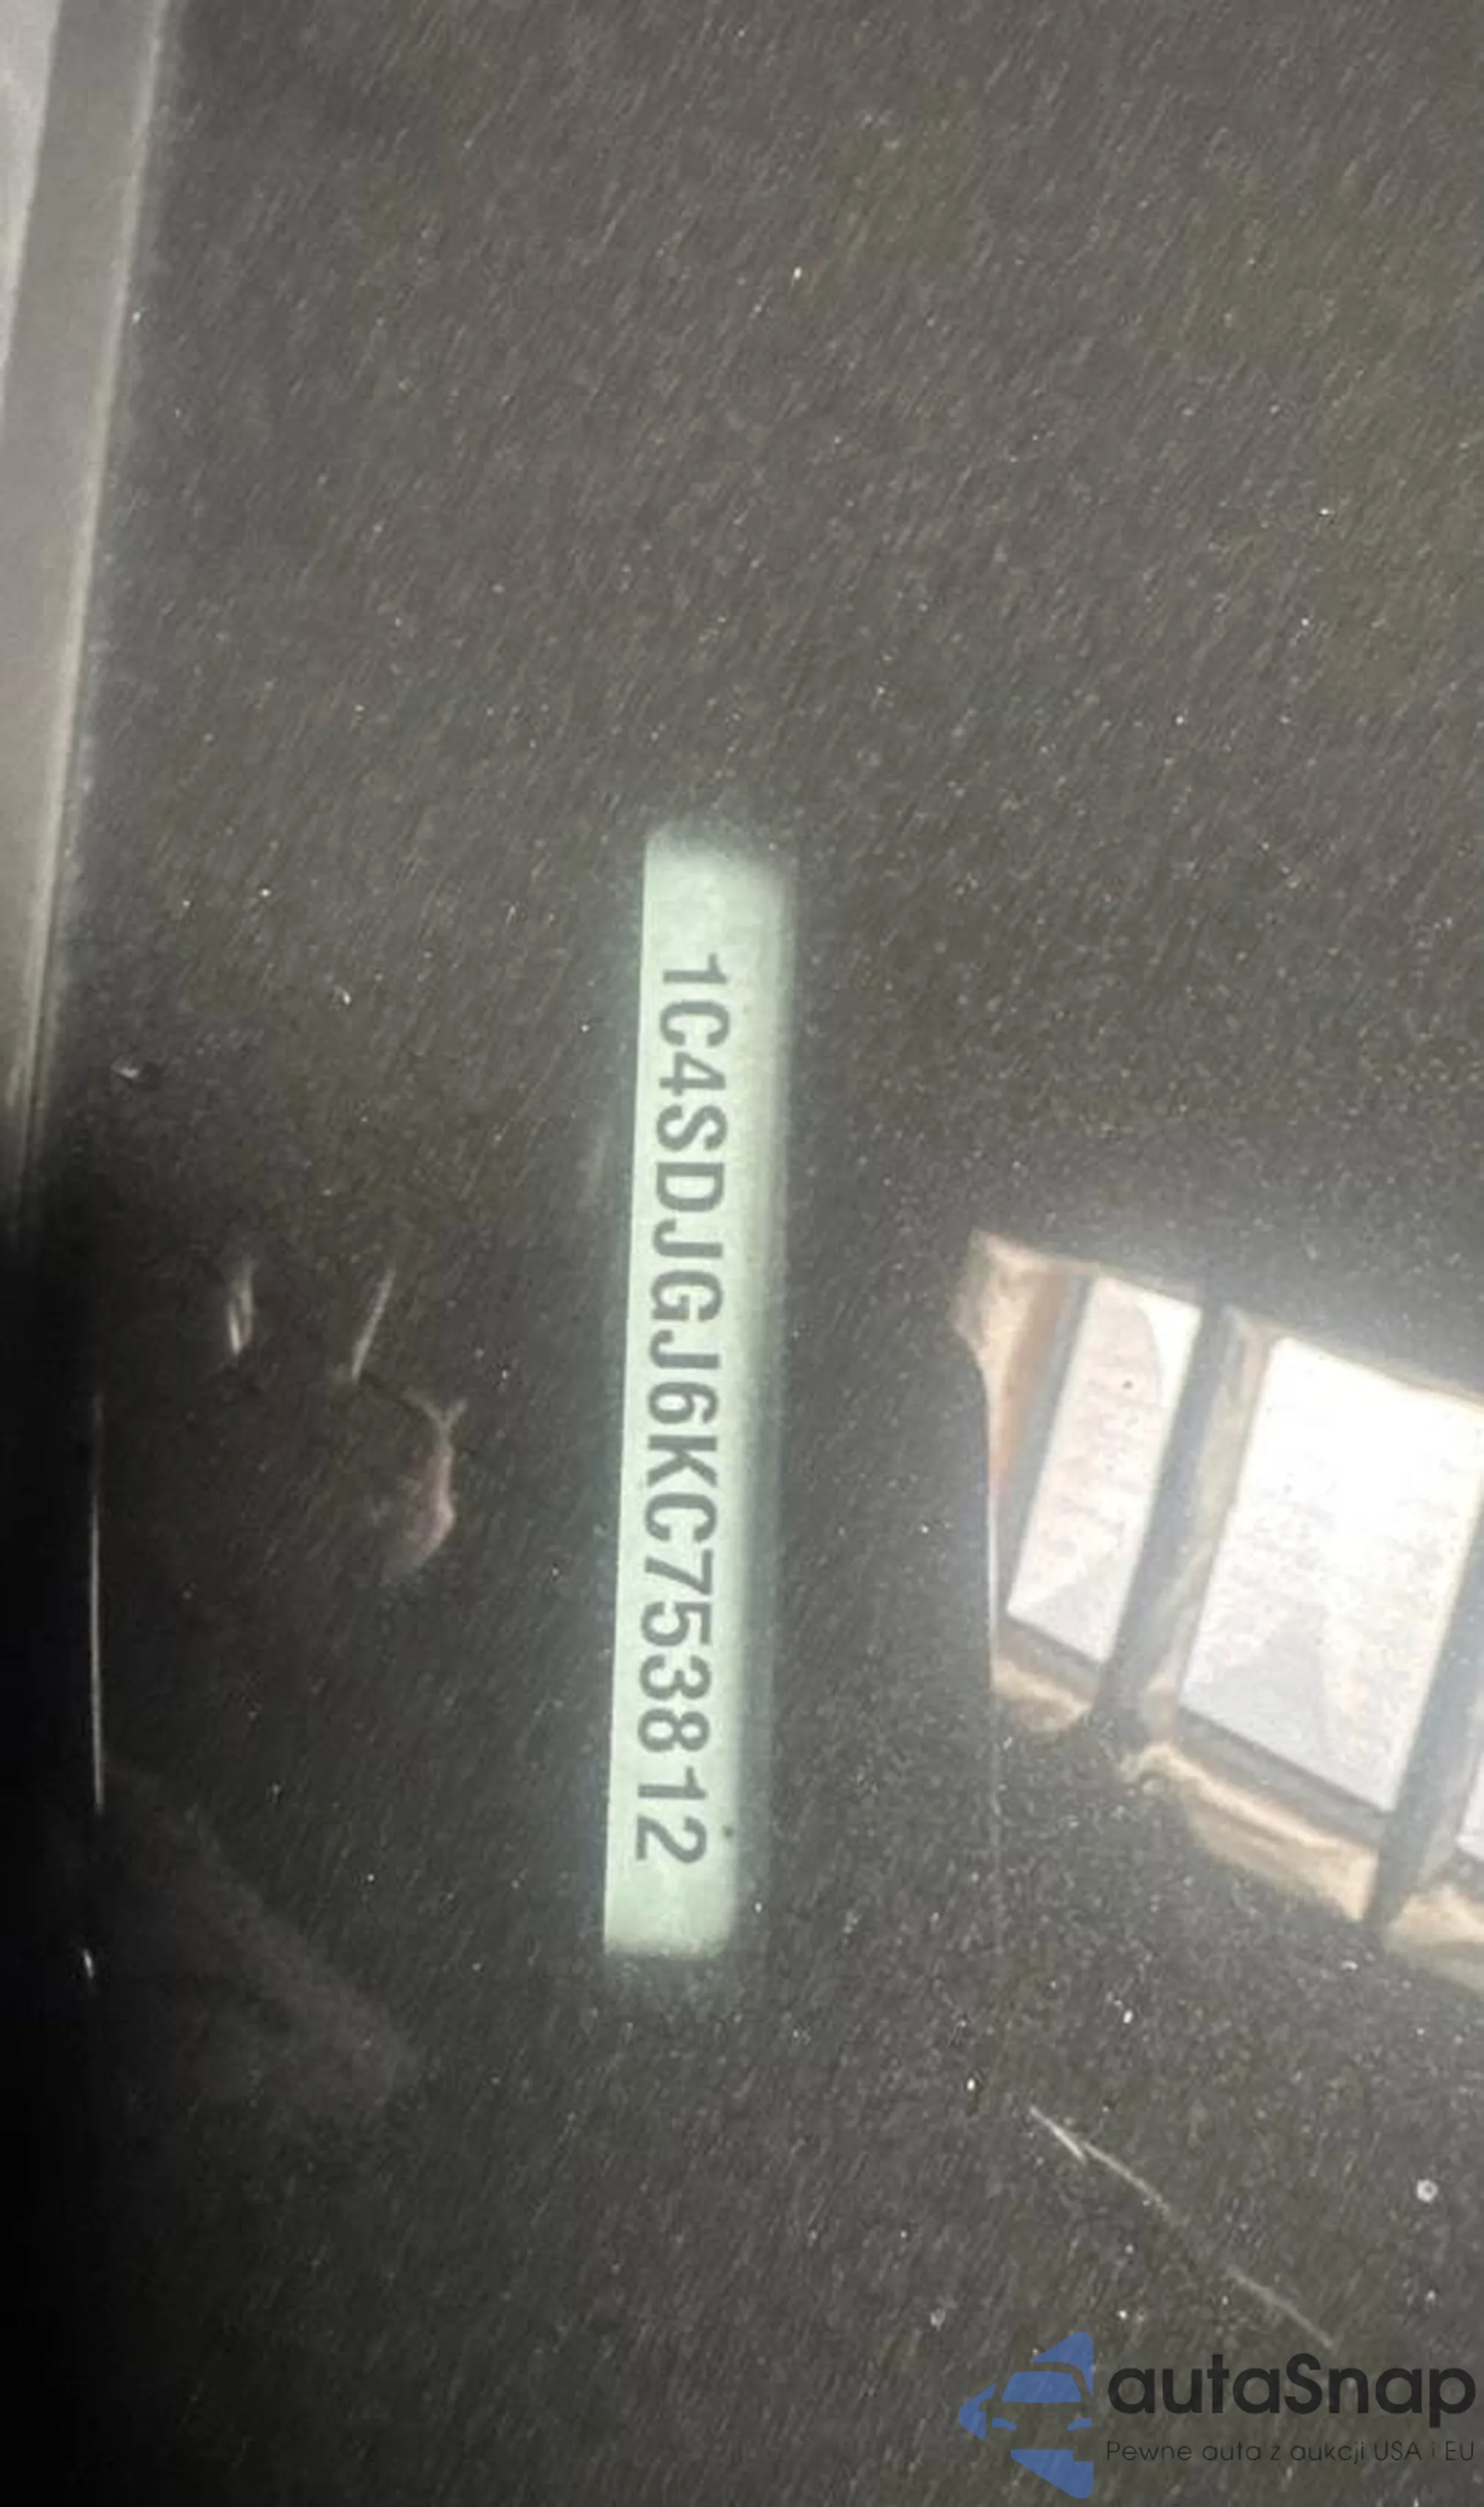 1C4SDJGJ6KC753812
autaSnap
Pewne auta z aukcji USA i EU